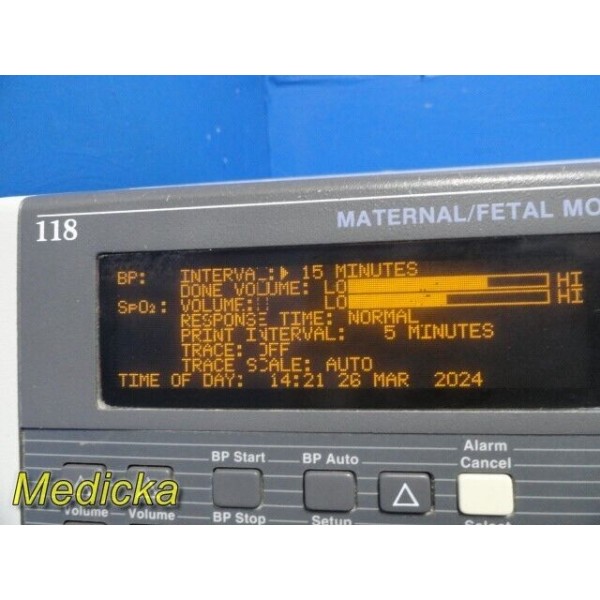 118
MATERNAL/FETAL MO
BP: INTERVAL: 15 MINUTES
DONE VOLUME: LO HI
SpO2: VOLUME: LO HI
RESPONSE TIME: NORMAL
PRINT INTERVAL: 5 MINUTES
TRACE: OFF
TRACE SCALE: AUTO
TIME OF DAY: 14:21 26 MAR 2024
BP Start BP Auto Alarm Cancel
Medicka
Volume Volume BP Stop Setup Select